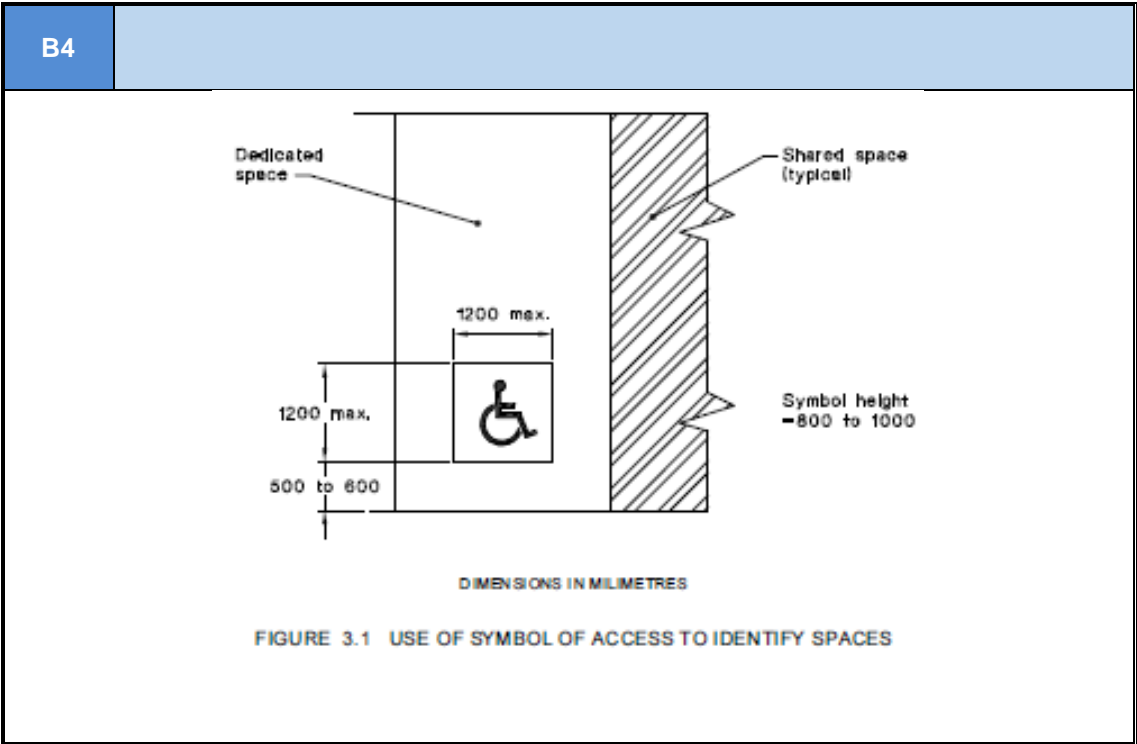 B4
Dedicated
space
Shared space
(typical)
1200 max.
1200 max.
Symbol height
=800 to 1000
500 to 600
DIMENSIONS IN MILIMETRES
FIGURE 3.1 USE OF SYMBOL OF ACCESS TO IDENTIFY SPACES